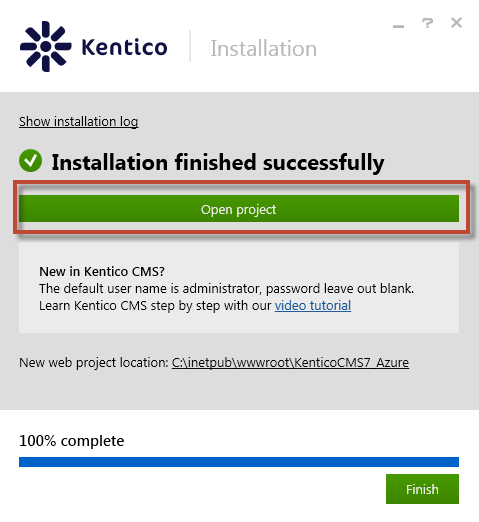 Kentico
Installation
Show installation log
Installation finished successfully
Open project
New in Kentico CMS?
The default user name is administrator, password leave out blank.
Learn Kentico CMS step by step with our video tutorial
New web project location: C:\inetpub\wwwroot\KenticoCMS7_Azure
100% complete
Finish